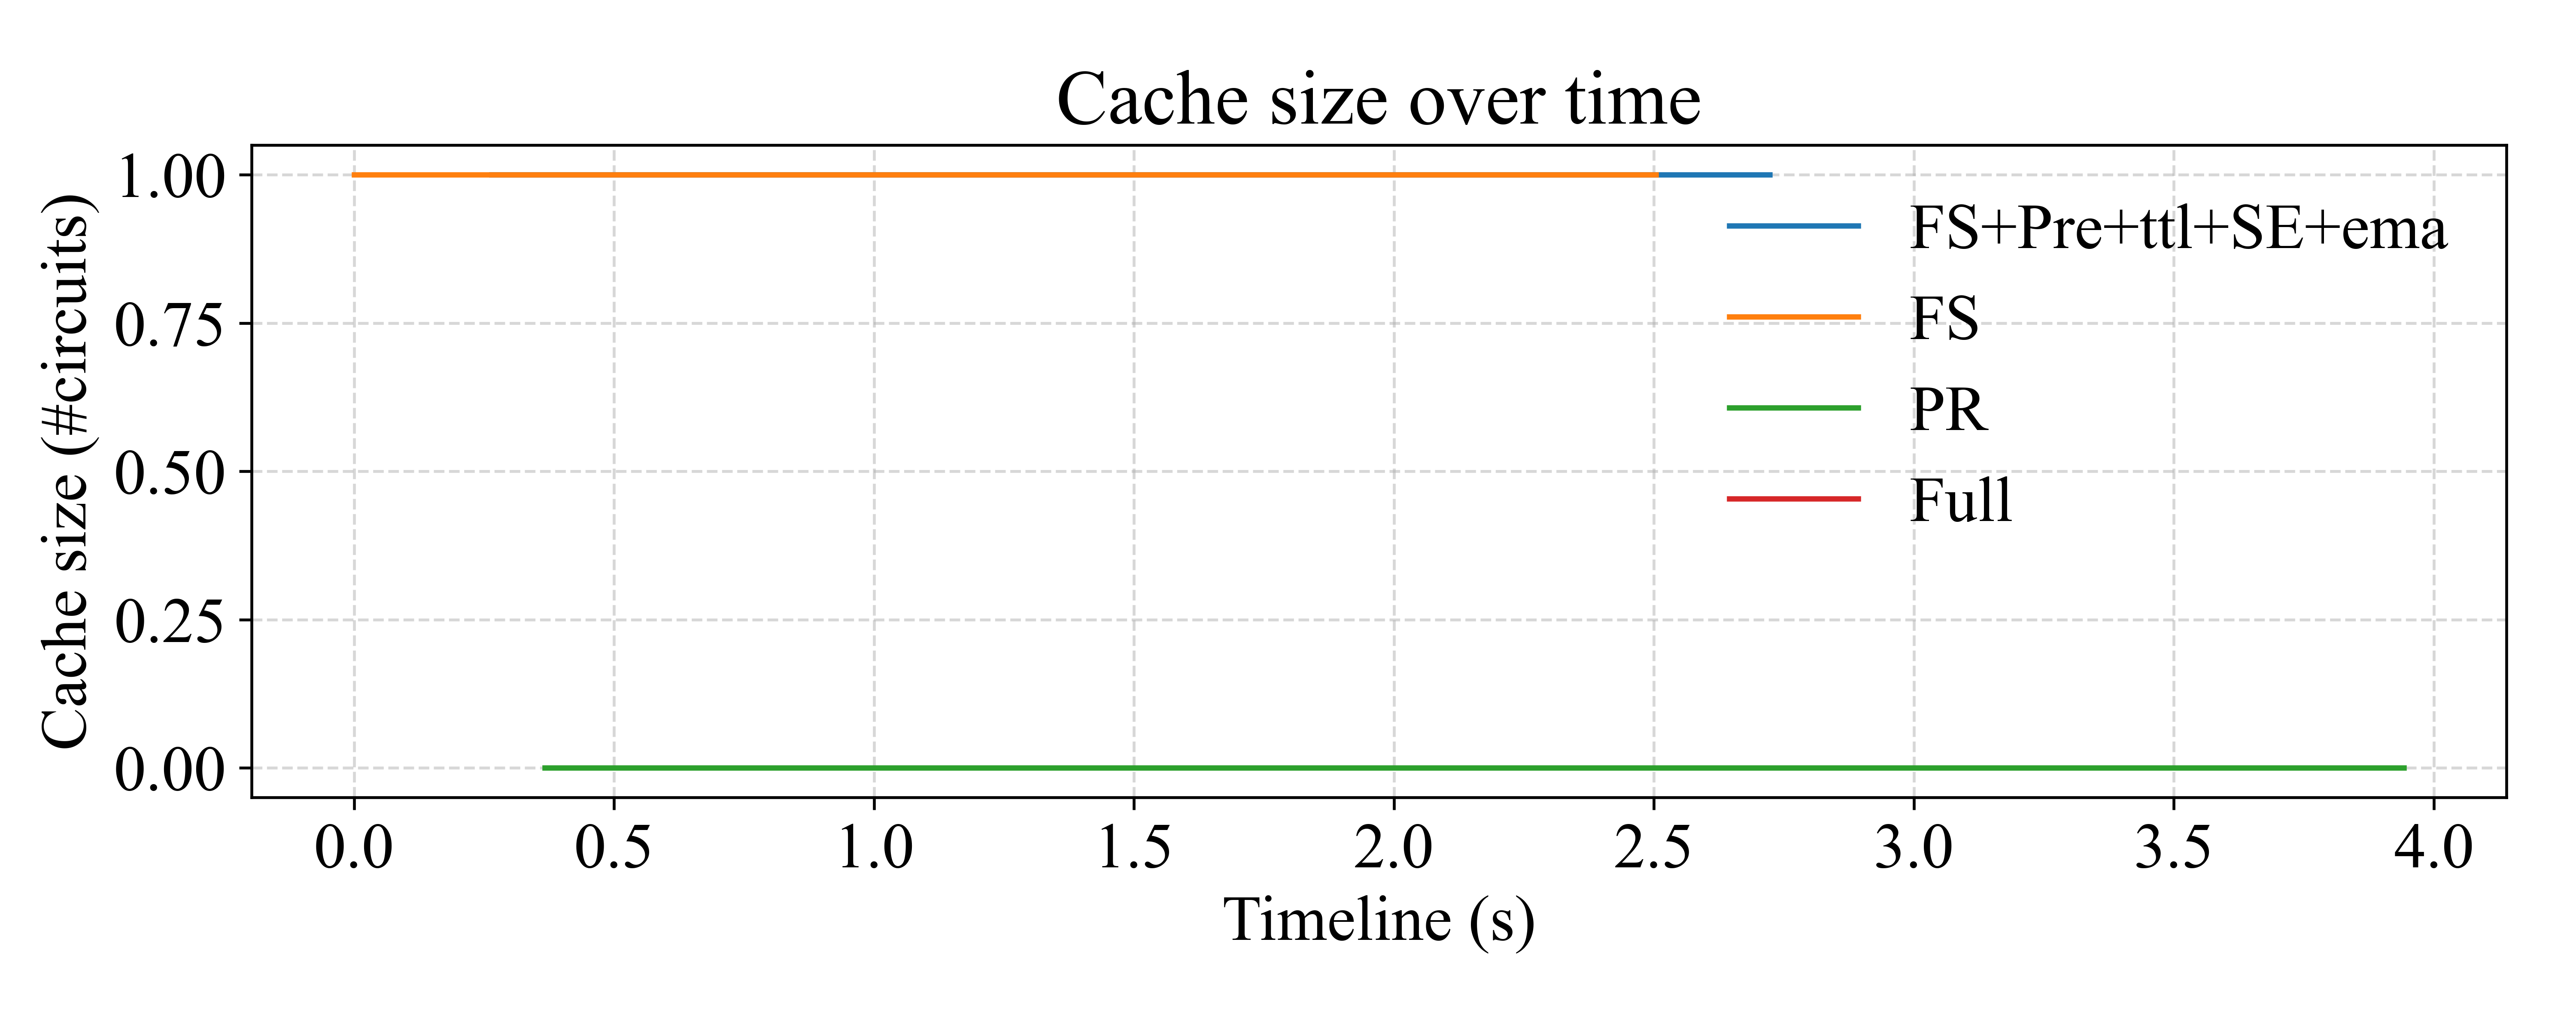 Cache size over time
Cache size (#circuits)
1.00
0.75
0.50
0.25
0.00
FS+Pre+ttl+SE+ema
FS
PR
Full
0.0 0.5 1.0 1.5 2.0 2.5 3.0 3.5 4.0
Timeline (s)